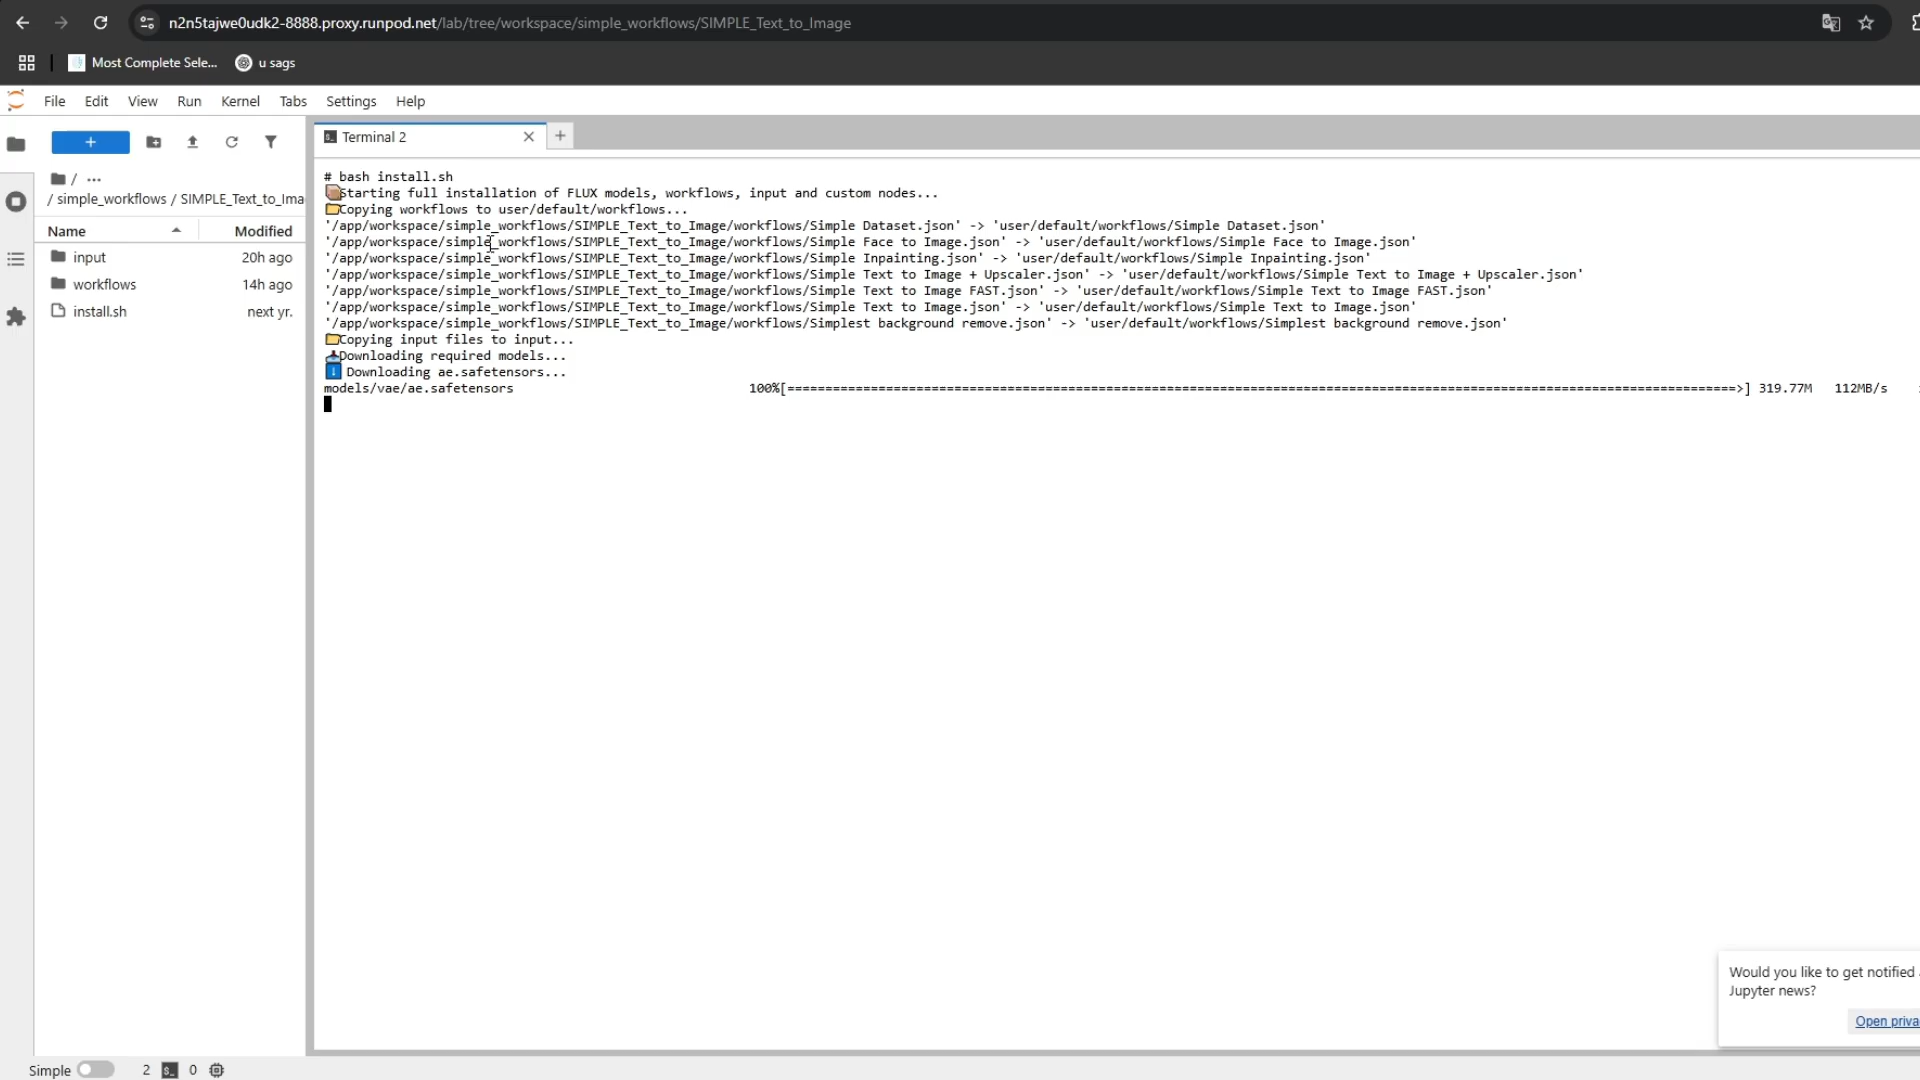 n2n5tajwe0udk2-8888.proxy.runpod.net/lab/tree/workspace/simple_workflows/SIMPLE_Text_to_Image
Most Complete Sele...
u sags
File Edit View Run Kernel Tabs Settings Help
Terminal 2
/ ...
/ simple_workflows / SIMPLE_Text_to_Ima
Name Modified
input 20h ago
workflows 14h ago
install.sh next yr.
# bash install.sh
Starting full installation of FLUX models, workflows, input and custom nodes...
Copying workflows to user/default/workflows...
'/app/workspace/simple_workflows/SIMPLE_Text_to_Image/workflows/Simple Dataset.json' -> 'user/default/workflows/Simple Dataset.json'
'/app/workspace/simple_workflows/SIMPLE_Text_to_Image/workflows/Simple Face to Image.json' -> 'user/default/workflows/Simple Face to Image.json'
'/app/workspace/simple_workflows/SIMPLE_Text_to_Image/workflows/Simple Inpainting.json' -> 'user/default/workflows/Simple Inpainting.json'
'/app/workspace/simple_workflows/SIMPLE_Text_to_Image/workflows/Simple Text to Image + Upscaler.json' -> 'user/default/workflows/Simple Text to Image + Upscaler.json'
'/app/workspace/simple_workflows/SIMPLE_Text_to_Image/workflows/Simple Text to Image FAST.json' -> 'user/default/workflows/Simple Text to Image FAST.json'
'/app/workspace/simple_workflows/SIMPLE_Text_to_Image/workflows/Simple Text to Image.json' -> 'user/default/workflows/Simple Text to Image.json'
'/app/workspace/simple_workflows/SIMPLE_Text_to_Image/workflows/Simplest background remove.json' -> 'user/default/workflows/Simplest background remove.json'
Copying input files to input...
Downloading required models...
Downloading ae.safetensors...
models/vae/ae.safetensors 100%[=============================================================================================================================>] 319.77M 112MB/s
Would you like to get notified
Jupyter news?
Open priva
Simple 2 0